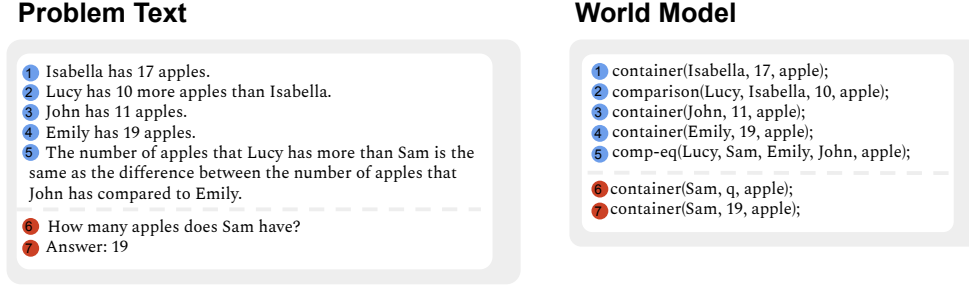 Problem Text
1 Isabella has 17 apples.
2 Lucy has 10 more apples than Isabella.
3 John has 11 apples.
4 Emily has 19 apples.
5 The number of apples that Lucy has more than Sam is the
same as the difference between the number of apples that
John has compared to Emily.
6 How many apples does Sam have?
7 Answer: 19
World Model
1 container(Isabella, 17, apple);
2 comparison(Lucy, Isabella, 10, apple);
3 container(John, 11, apple);
4 container(Emily, 19, apple);
5 comp-eq(Lucy, Sam, Emily, John, apple);
6 container(Sam, q, apple);
7 container(Sam, 19, apple);